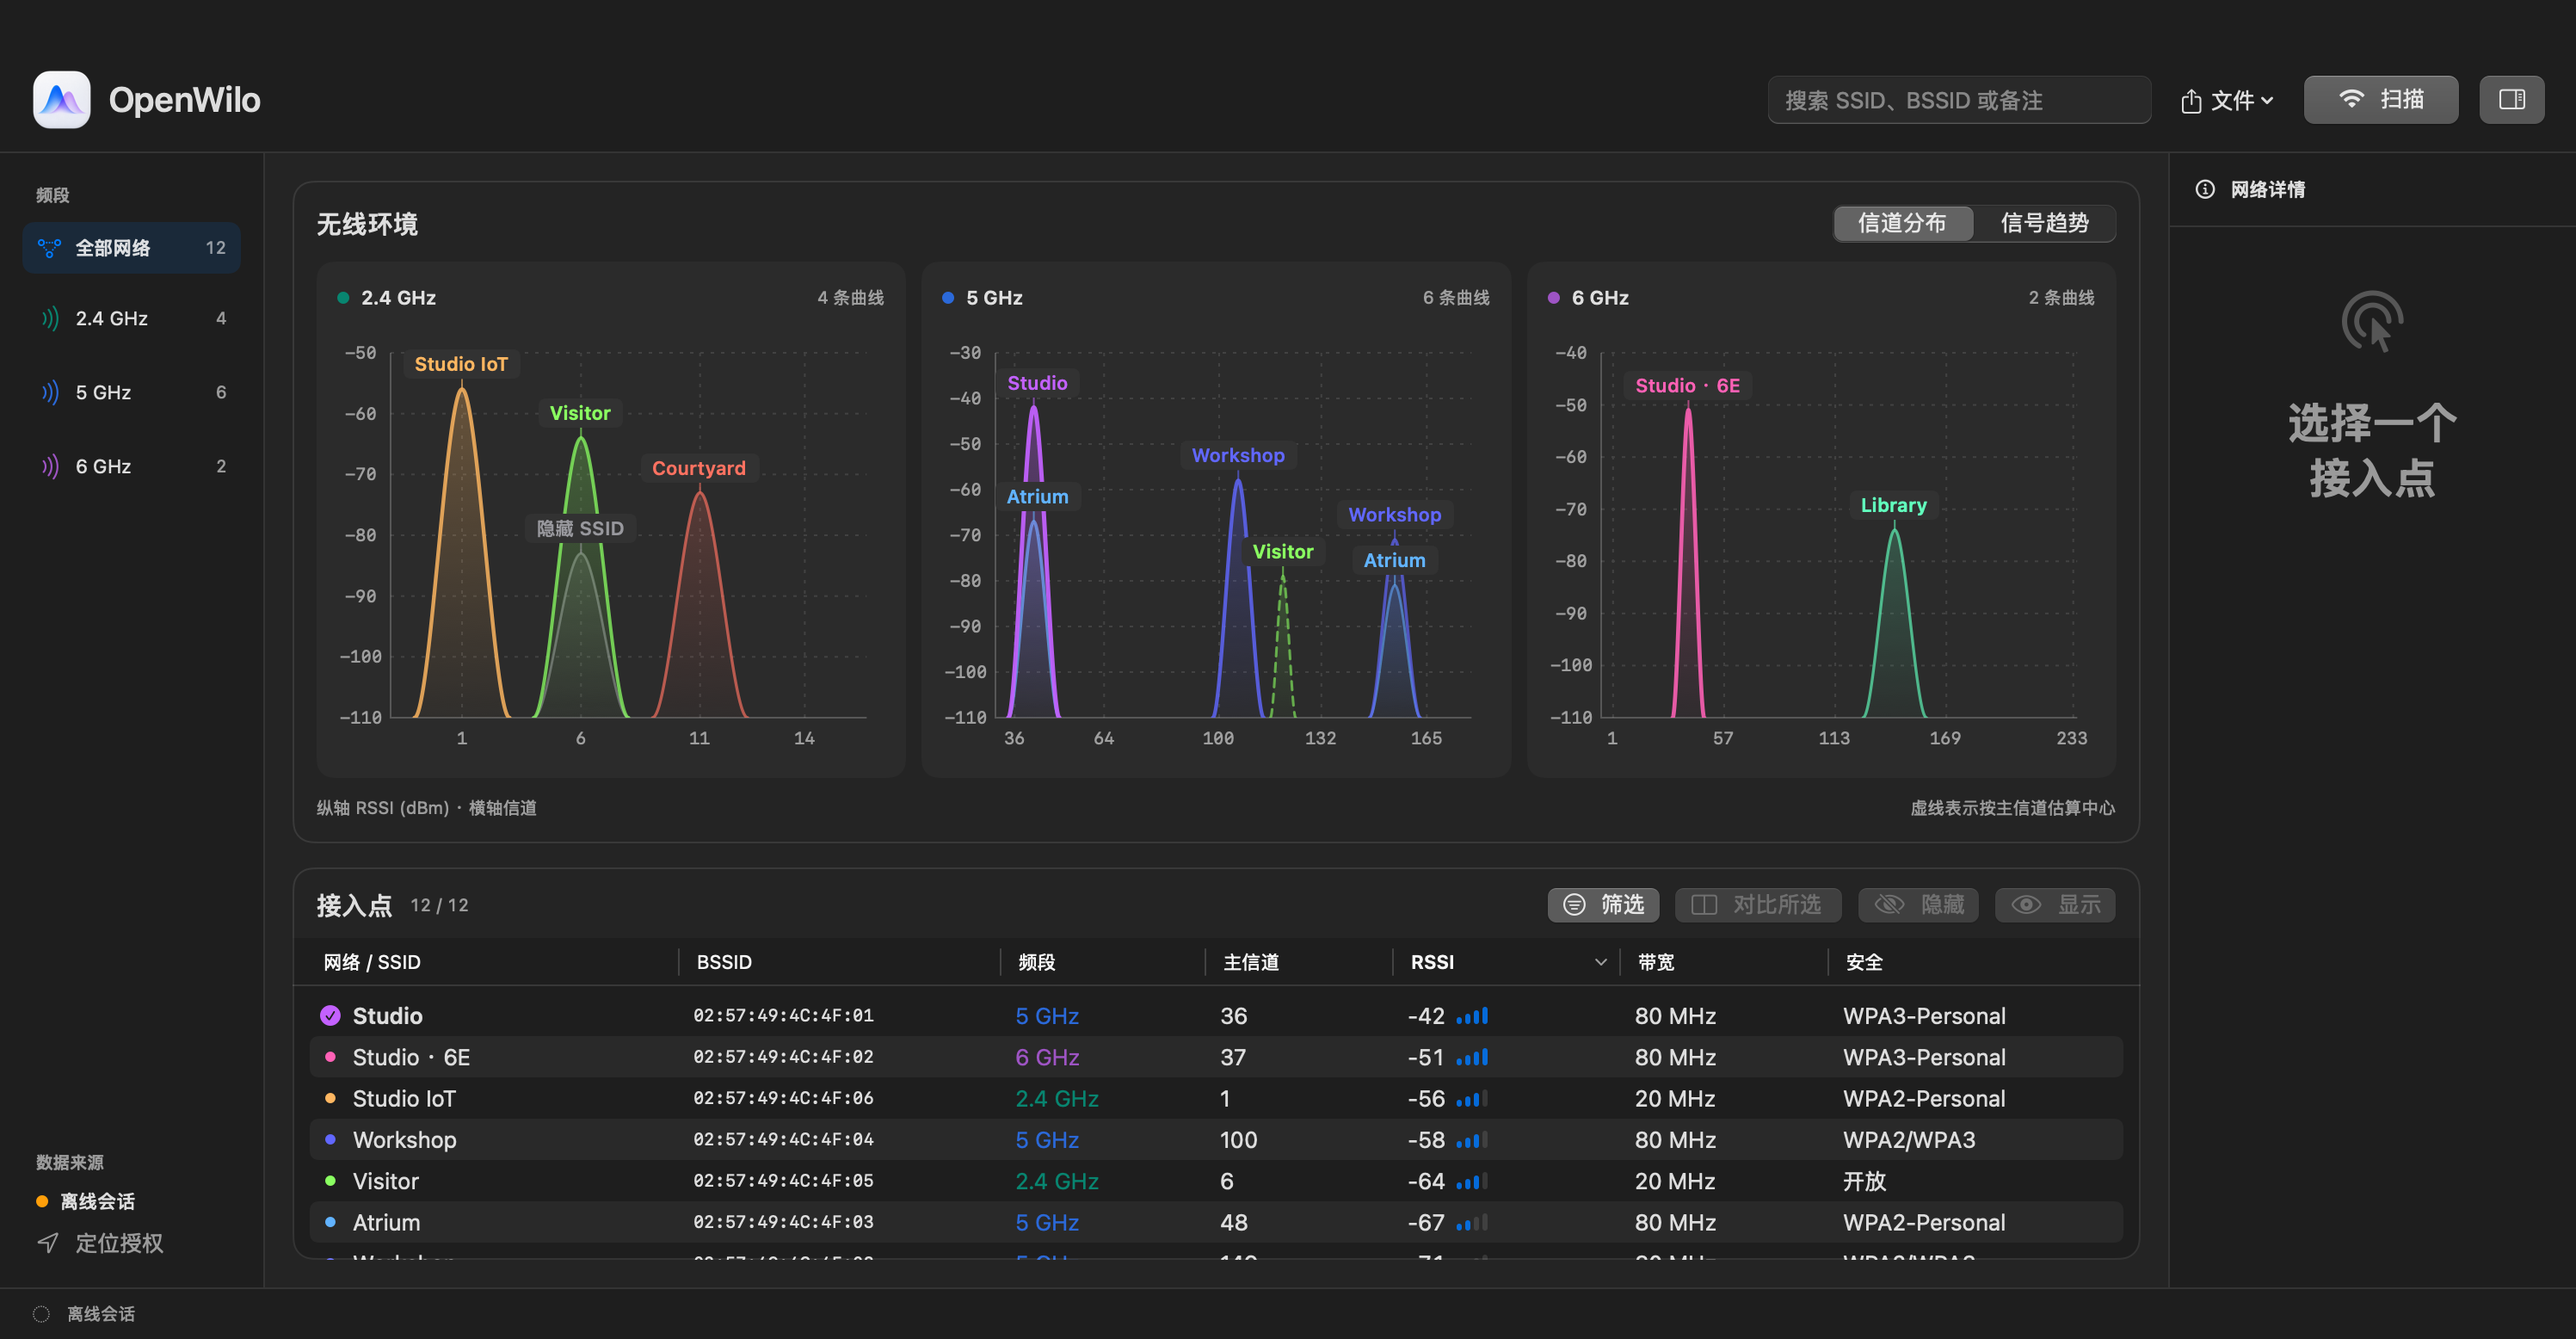 OpenWilo
搜索 SSID、BSSID 或备注
文件
扫描
频段
全部网络 12
2.4 GHz 4
5 GHz 6
6 GHz 2
数据来源
离线会话
定位授权
无线环境
信道分布 信号趋势
2.4 GHz 4 条曲线
-50
-60
-70
-80
-90
-100
-110
Studio IoT
Visitor
Courtyard
隐藏 SSID
1 6 11 14
5 GHz 6 条曲线
-30
-40
-50
-60
-70
-80
-90
-100
-110
Studio
Workshop
Atrium
Workshop
Visitor
Atrium
36 64 100 132 165
6 GHz 2 条曲线
-40
-50
-60
-70
-80
-90
-100
-110
Studio · 6E
Library
1 57 113 169 233
纵轴 RSSI (dBm) · 横轴信道
虚线表示按主信道估算中心
接入点 12 / 12
筛选 对比所选 隐藏 显示
网络 / SSID BSSID 频段 主信道 RSSI 带宽 安全
Studio 02:57:49:4C:4F:01 5 GHz 36 -42 80 MHz WPA3-Personal
Studio · 6E 02:57:49:4C:4F:02 6 GHz 37 -51 80 MHz WPA3-Personal
Studio IoT 02:57:49:4C:4F:06 2.4 GHz 1 -56 20 MHz WPA2-Personal
Workshop 02:57:49:4C:4F:04 5 GHz 100 -58 80 MHz WPA2/WPA3
Visitor 02:57:49:4C:4F:05 2.4 GHz 6 -64 20 MHz 开放
Atrium 02:57:49:4C:4F:03 5 GHz 48 -67 80 MHz WPA2-Personal
网络详情
选择一个
接入点
离线会话